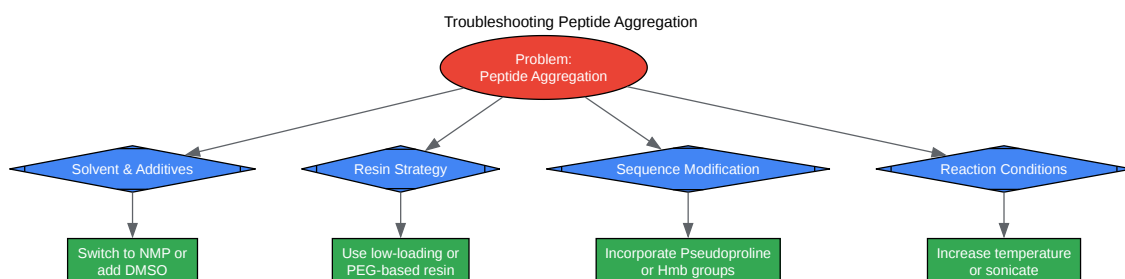 Troubleshooting Peptide Aggregation
Problem:
Peptide Aggregation
Solvent & Additives
Resin Strategy
Sequence Modification
Reaction Conditions
Switch to NMP or
add DMSO
Use low-loading or
PEG-based resin
Incorporate Pseudoproline
or Hmb groups
Increase temperature
or sonicate